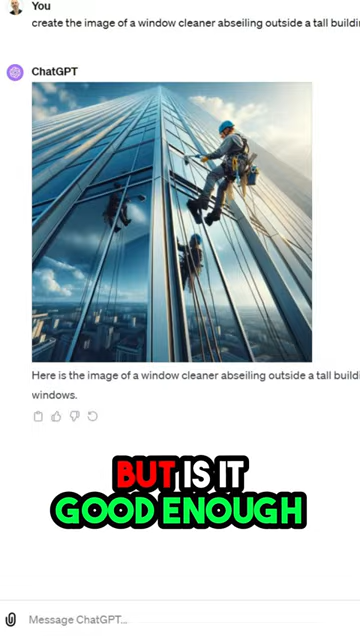 You
create the image of a window cleaner abseiling outside a tall buildin
ChatGPT
Here is the image of a window cleaner abseiling outside a tall buildi
windows.
BUT IS IT
GOOD ENOUGH
Message ChatGPT...